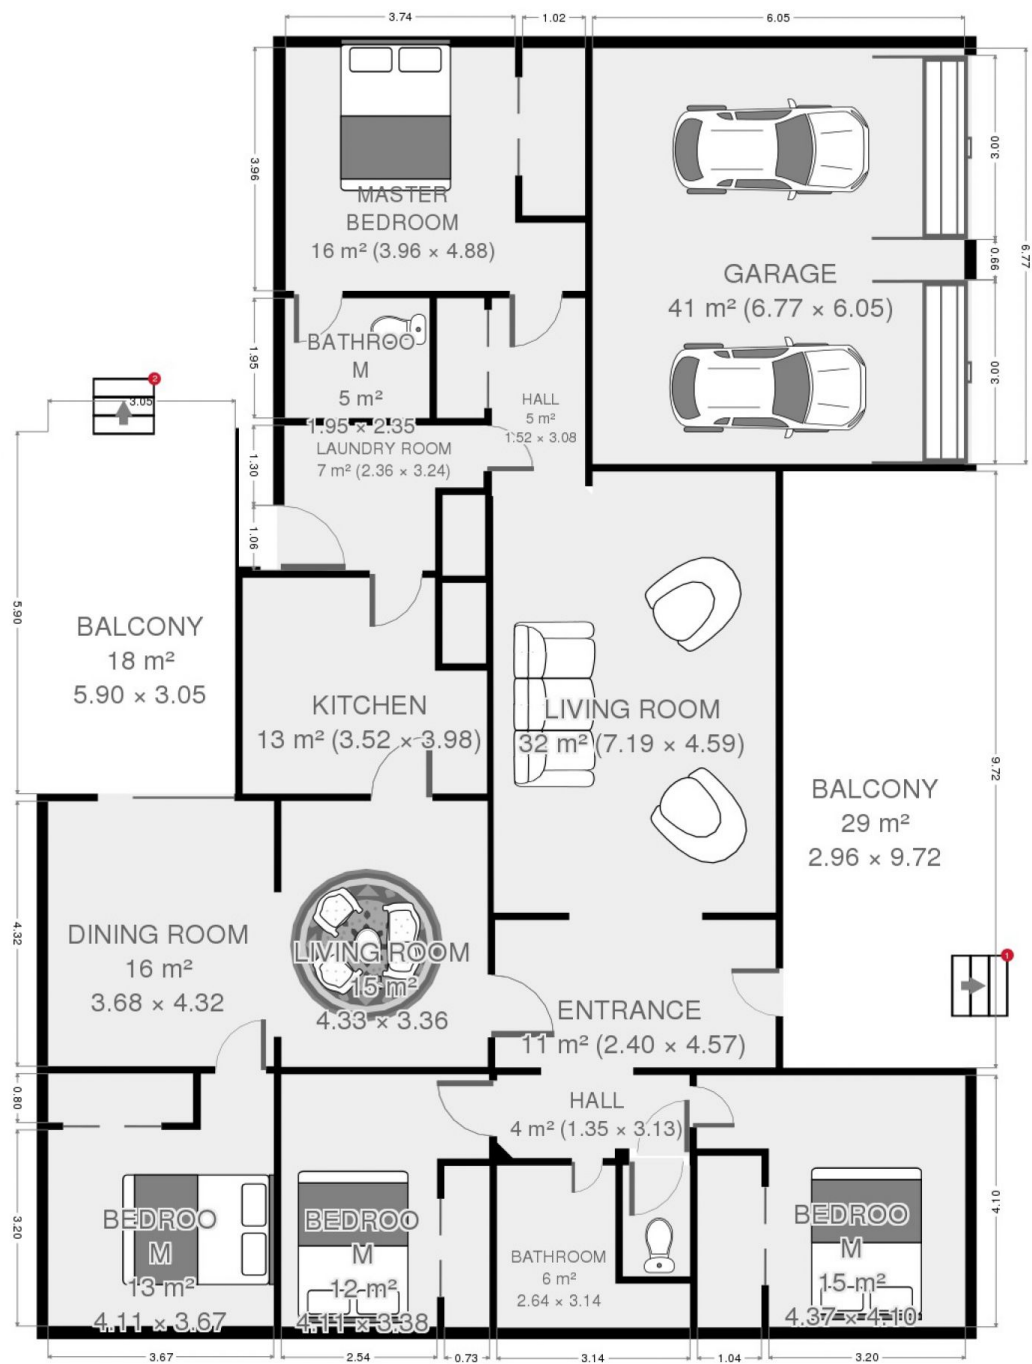 3.74
1.02
6.05
3.96
MASTER
BEDROOM
16 m² (3.96 × 4.88)
3.00
0.66
6.77
GARAGE
41 m² (6.77 × 6.05)
3.00
1.95
BATHROO
M
5 m²
1.95 × 2.35
HALL
5 m²
1.52 × 3.08
2
3.05
1.30
LAUNDRY ROOM
7 m² (2.36 × 3.24)
1.06
5.90
BALCONY
18 m²
5.90 × 3.05
KITCHEN
13 m² (3.52 × 3.98)
LIVING ROOM
32 m² (7.19 × 4.59)
9.72
BALCONY
29 m²
2.96 × 9.72
4.32
DINING ROOM
16 m²
3.68 × 4.32
LIVING ROOM
15 m²
4.33 × 3.36
1
ENTRANCE
11 m² (2.40 × 4.57)
0.80
HALL
4 m² (1.35 × 3.13)
3.20
4.10
BEDROO
M
13 m²
4.11 × 3.67
BEDROO
M
12 m²
4.11 × 3.38
BATHROOM
6 m²
2.64 × 3.14
BEDROO
M
15 m²
4.37 × 4.10
3.67
2.54
0.73
3.14
1.04
3.20